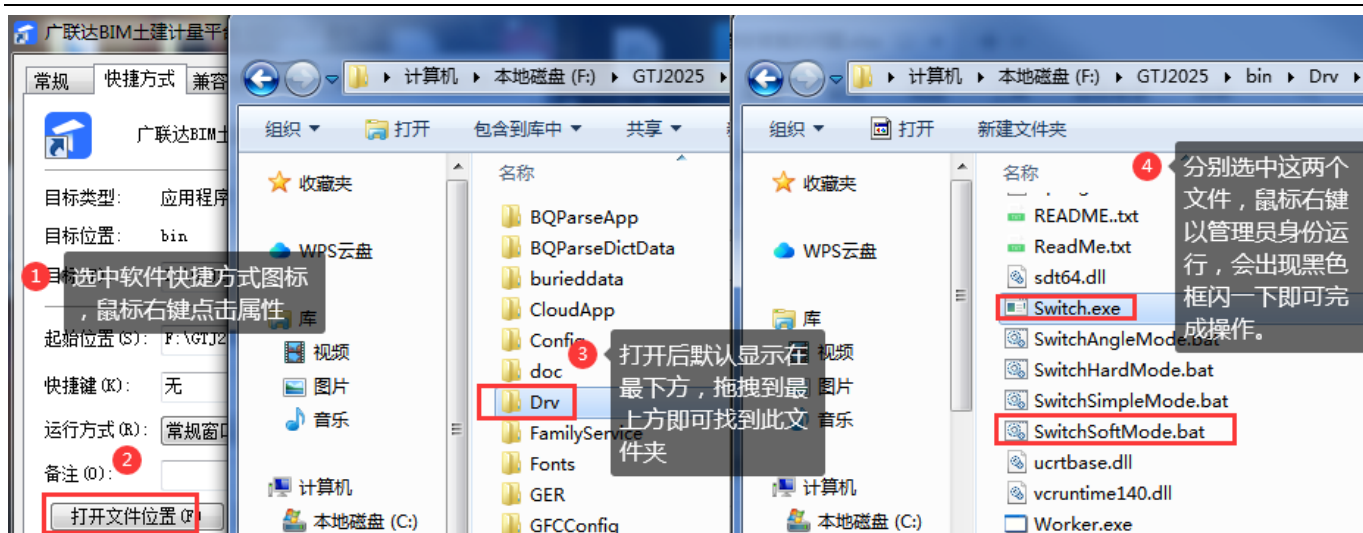 广联达BIM土建计量平台
常规 快捷方式 兼容
广联达BIM土
目标类型: 应用程序
目标位置: bin
1 选中软件快捷方式图标
，鼠标右键点击属性
起始位置(S): F:\GTJ2
快捷键(K): 无
运行方式(R): 常规窗口
备注(O):
2
打开文件位置(F)
计算机 本地磁盘 (F:) GTJ2025
组织 打开 包含到库中 共享
收藏夹
WPS云盘
库
视频
图片
音乐
计算机
本地磁盘 (C:)
名称
BQParseApp
BQParseDictData
burieddata
CloudApp
Config
doc
Drv
FamilyService
Fonts
GER
GFCConfig
3 打开后默认显示在
最下方，拖拽到最
上方即可找到此文
件夹
计算机 本地磁盘 (F:) GTJ2025 bin Drv
组织 打开 新建文件夹
收藏夹
WPS云盘
库
视频
图片
音乐
计算机
本地磁盘 (C:)
名称
README..txt
ReadMe.txt
sdt64.dll
Switch.exe
SwitchAngleMode.bat
SwitchHardMode.bat
SwitchSimpleMode.bat
SwitchSoftMode.bat
ucrtbase.dll
vcruntime140.dll
Worker.exe
4 分别选中这两个
文件，鼠标右键
以管理员身份运
行，会出现黑色
框闪一下即可完
成操作。